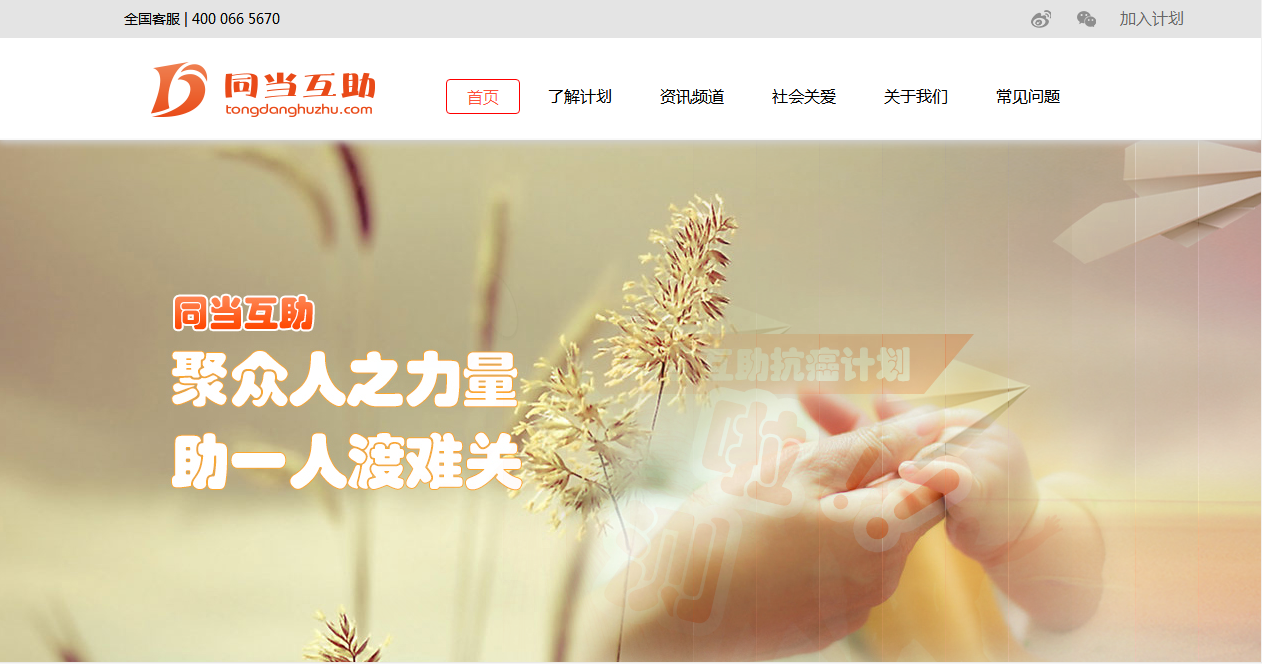 全国客服 | 400 066 5670
加入计划
同当互助
tongdanghuzhu.com
首页
了解计划
资讯频道
社会关爱
关于我们
常见问题
同当互助
聚众人之力量
助一人渡难关
互助抗癌计划
啦